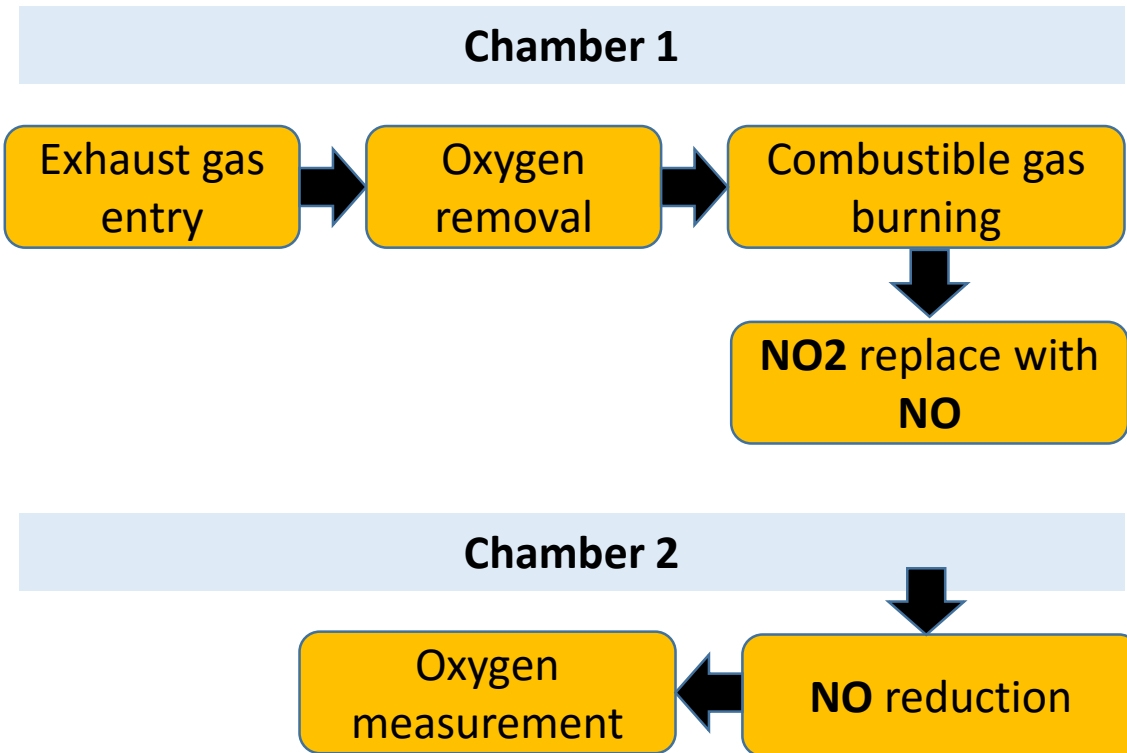 Chamber 1
Exhaust gas
entry
Oxygen
removal
Combustible gas
burning
NO2 replace with
NO
Chamber 2
Oxygen
measurement
NO reduction